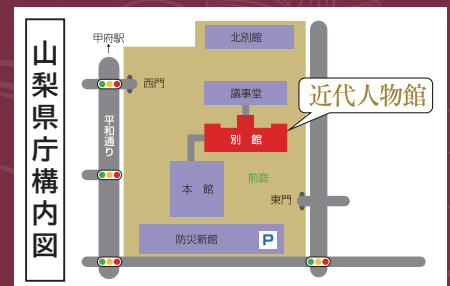 山梨県庁構内図
甲府駅
北別館
西門
議事堂
近代人物館
平和通り
別 館
本 館
前庭
東門
防災新館
P